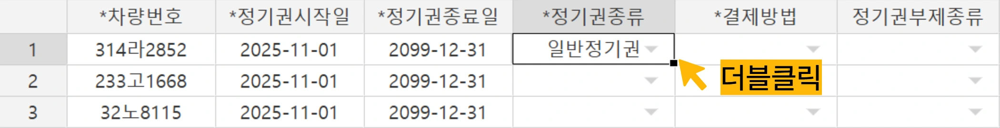 *차량번호 *정기권시작일 *정기권종료일 *정기권종류 *결제방법 정기권부제종류
1 314라2852 2025-11-01 2099-12-31 일반정기권
더블클릭
2 233고1668 2025-11-01 2099-12-31
3 32노8115 2025-11-01 2099-12-31